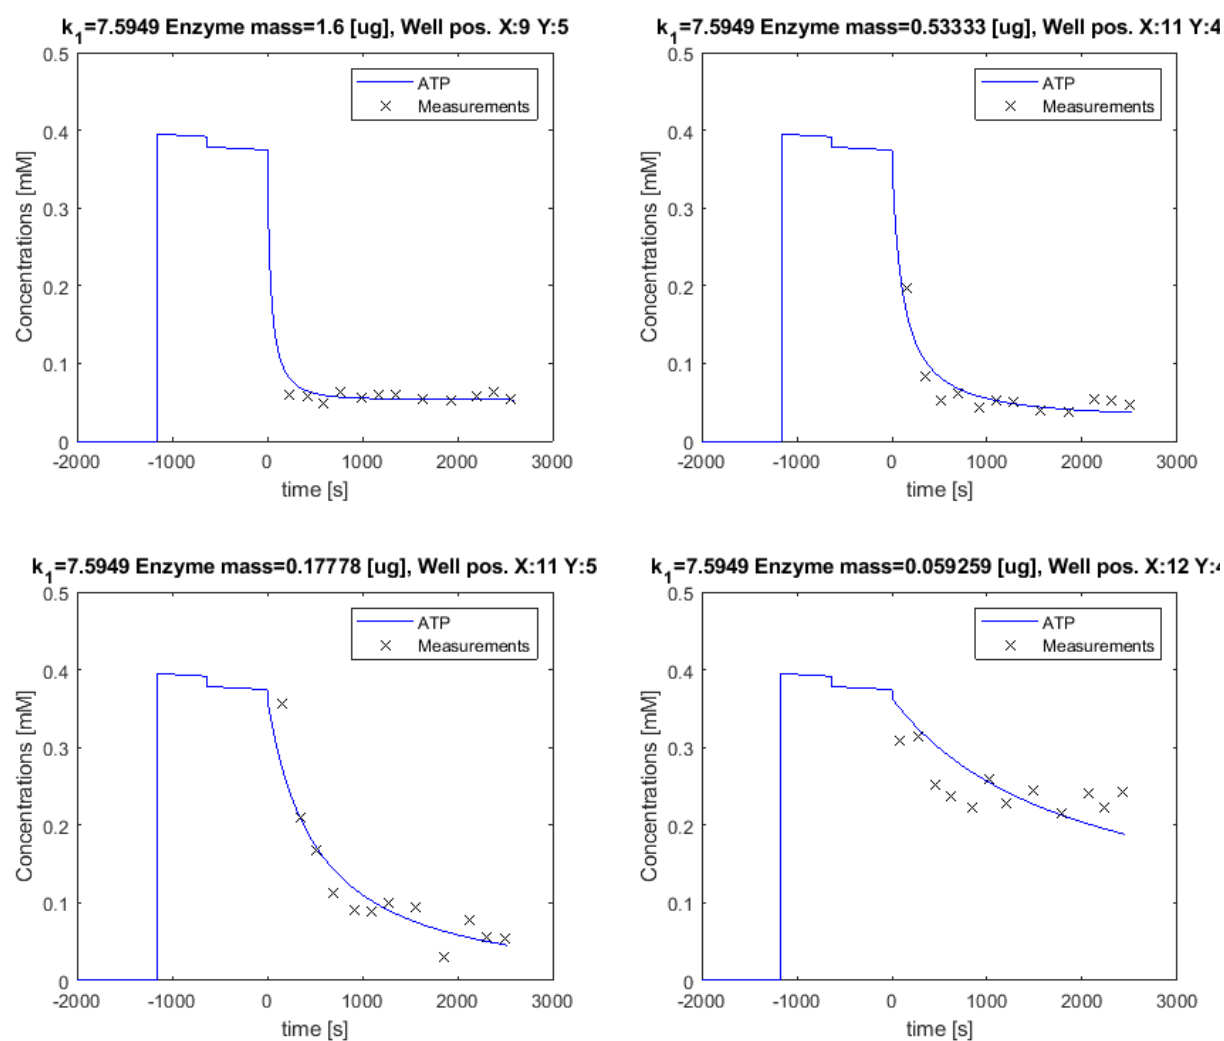 k1=7.5949 Enzyme mass=1.6 [ug], Well pos. X:9 Y:5
0.5
0.4
0.3
0.2
0.1
0
Concentrations [mM]
ATP
Measurements
-2000 -1000 0 1000 2000 3000
time [s]
k1=7.5949 Enzyme mass=0.53333 [ug], Well pos. X:11 Y:4
0.5
0.4
0.3
0.2
0.1
0
Concentrations [mM]
ATP
Measurements
-2000 -1000 0 1000 2000 3000
time [s]
k1=7.5949 Enzyme mass=0.17778 [ug], Well pos. X:11 Y:5
0.5
0.4
0.3
0.2
0.1
0
Concentrations [mM]
ATP
Measurements
-2000 -1000 0 1000 2000 3000
time [s]
k1=7.5949 Enzyme mass=0.059259 [ug], Well pos. X:12 Y:4
0.5
0.4
0.3
0.2
0.1
0
Concentrations [mM]
ATP
Measurements
-2000 -1000 0 1000 2000 3000
time [s]